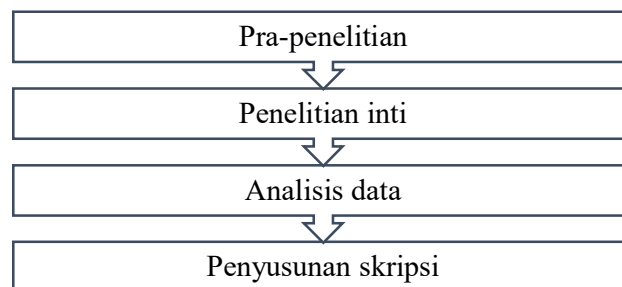 Pra-penelitian
Penelitian inti
Analisis data
Penyusunan skripsi